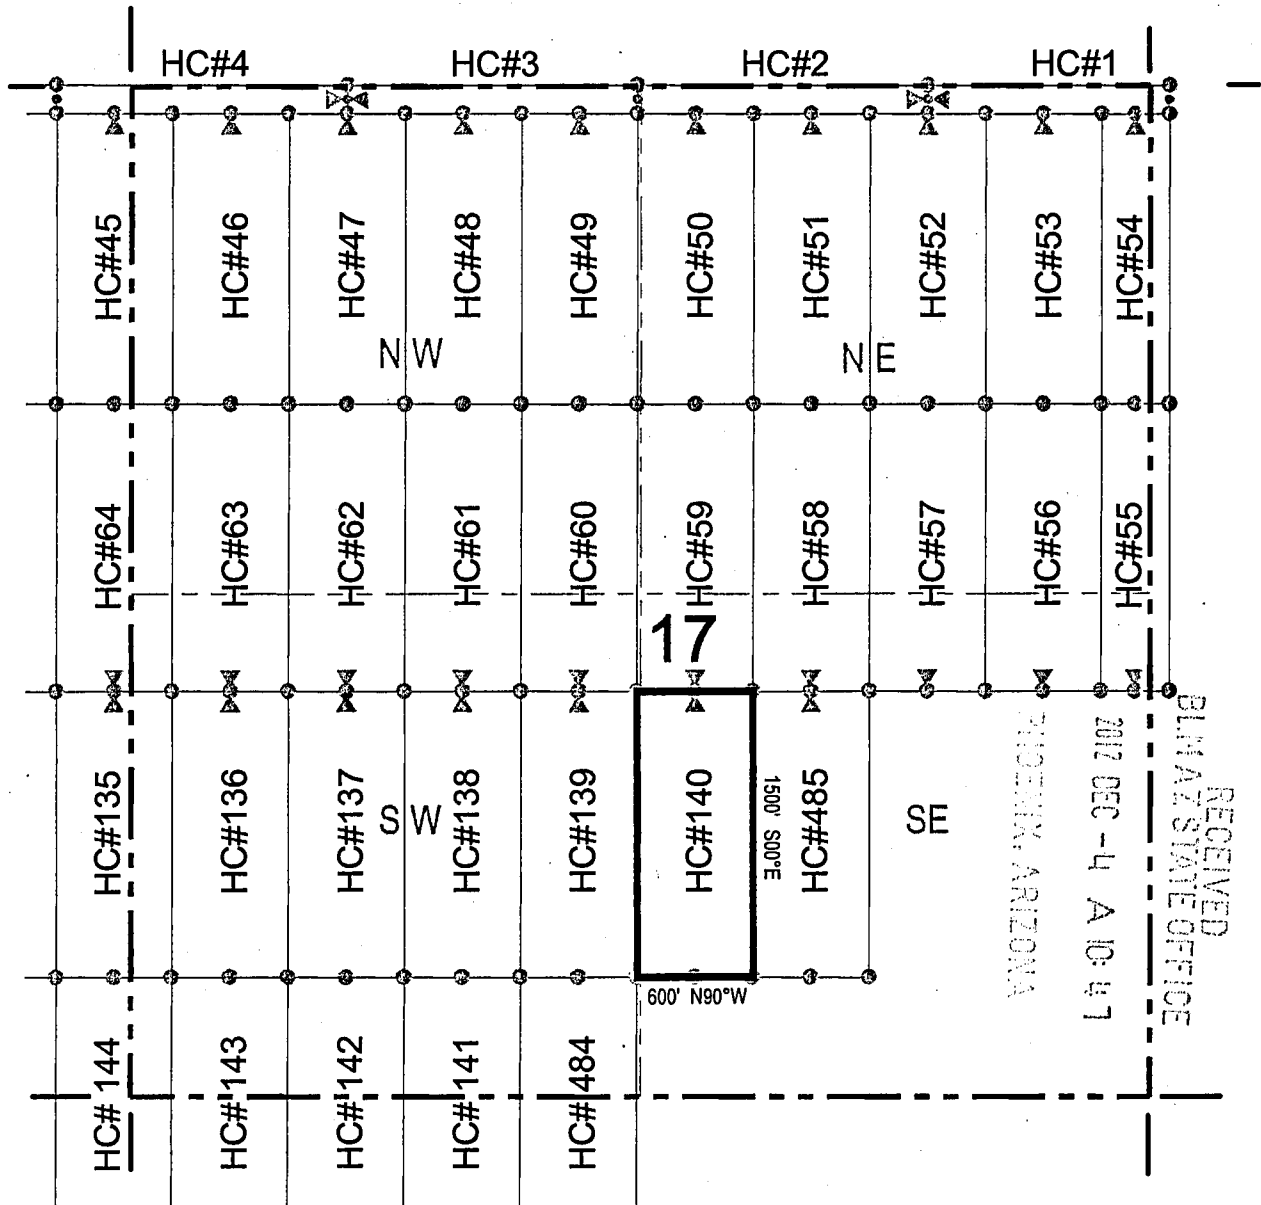 HC#4 HC#3 HC#2 HC#1
HC#45 HC#46 HC#47 HC#48 HC#49 HC#50 HC#51 HC#52 HC#53 HC#54
NW NE
HC#64 HC#63 HC#62 HC#61 HC#60 HC#59 HC#58 HC#57 HC#56 HC#55
17
HC#135 HC#136 HC#137 HC#138 HC#139 HC#140 HC#485
SW SE
1500' S00°E
600' N90°W
HC# 144 HC# 143 HC# 142 HC# 141 HC# 484
RECEIVED
BLM AZ STATE OFFICE
2012 DEC -4 A 10:47
PHOENIX, ARIZONA